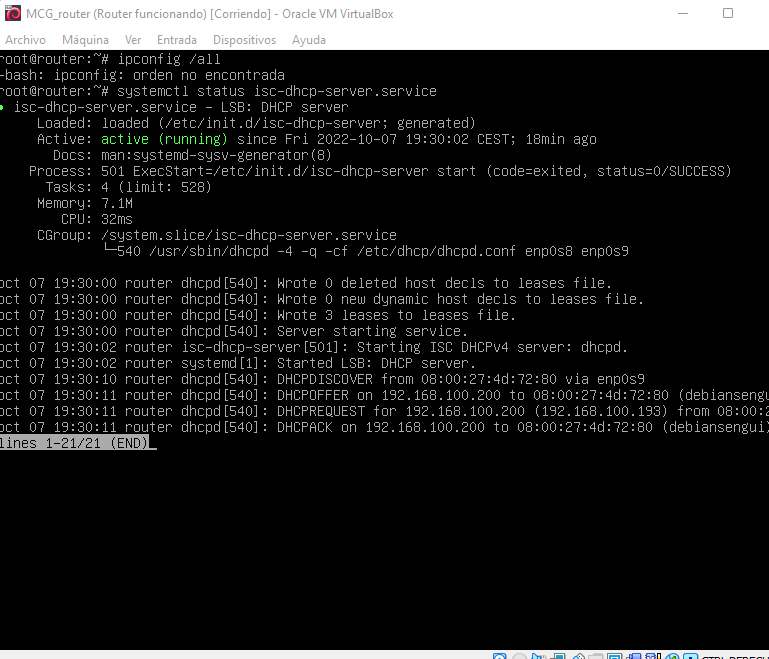 MCG_router (Router funcionando) [Corriendo] - Oracle VM VirtualBox
Archivo Máquina Ver Entrada Dispositivos Ayuda
root@router:~# ipconfig /all
-bash: ipconfig: orden no encontrada
root@router:~# systemctl status isc-dhcp-server.service
● isc-dhcp-server.service - LSB: DHCP server
Loaded: loaded (/etc/init.d/isc-dhcp-server; generated)
Active: active (running) since Fri 2022-10-07 19:30:02 CEST; 18min ago
Docs: man:systemd-sysv-generator(8)
Process: 501 ExecStart=/etc/init.d/isc-dhcp-server start (code=exited, status=0/SUCCESS)
Tasks: 4 (limit: 528)
Memory: 7.1M
CPU: 32ms
CGroup: /system.slice/isc-dhcp-server.service
└─540 /usr/sbin/dhcpd -4 -q -cf /etc/dhcp/dhcpd.conf enp0s8 enp0s9
oct 07 19:30:00 router dhcpd[540]: Wrote 0 deleted host decls to leases file.
oct 07 19:30:00 router dhcpd[540]: Wrote 0 new dynamic host decls to leases file.
oct 07 19:30:00 router dhcpd[540]: Wrote 3 leases to leases file.
oct 07 19:30:00 router dhcpd[540]: Server starting service.
oct 07 19:30:02 router isc-dhcp-server[501]: Starting ISC DHCPv4 server: dhcpd.
oct 07 19:30:02 router systemd[1]: Started LSB: DHCP server.
oct 07 19:30:10 router dhcpd[540]: DHCPDISCOVER from 08:00:27:4d:72:80 via enp0s9
oct 07 19:30:11 router dhcpd[540]: DHCPOFFER on 192.168.100.200 to 08:00:27:4d:72:80 (debiansengu
oct 07 19:30:11 router dhcpd[540]: DHCPREQUEST for 192.168.100.200 (192.168.100.193) from 08:00:2
oct 07 19:30:11 router dhcpd[540]: DHCPACK on 192.168.100.200 to 08:00:27:4d:72:80 (debiansengui)
lines 1-21/21 (END)